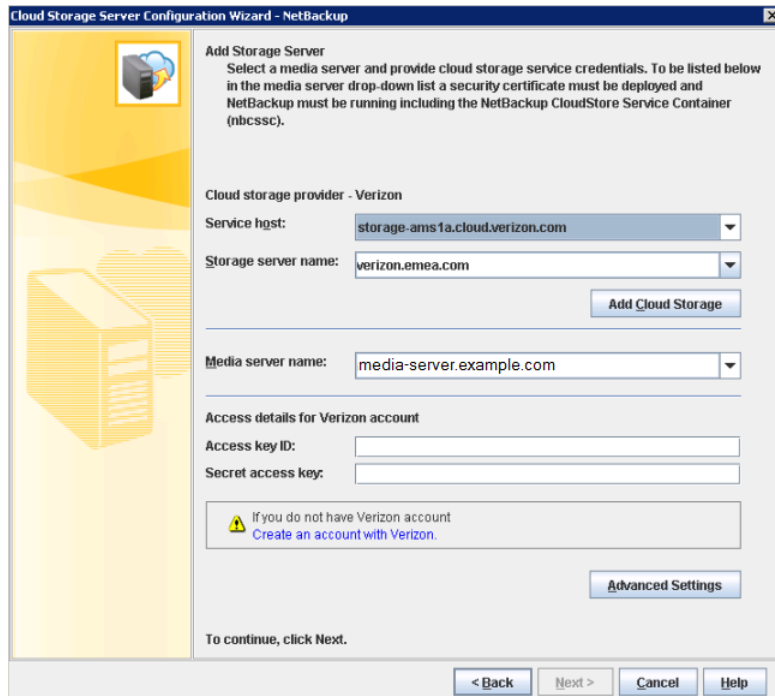 Cloud Storage Server Configuration Wizard - NetBackup
Add Storage Server
Select a media server and provide cloud storage service credentials. To be listed below
in the media server drop-down list a security certificate must be deployed and
NetBackup must be running including the NetBackup CloudStore Service Container
(nbcssc).
Cloud storage provider - Verizon
Service host: storage-ams1a.cloud.verizon.com
Storage server name: verizon.emea.com
Add Cloud Storage
Media server name: media-server.example.com
Access details for Verizon account
Access key ID:
Secret access key:
If you do not have Verizon account
Create an account with Verizon.
Advanced Settings
To continue, click Next.
< Back Next > Cancel Help